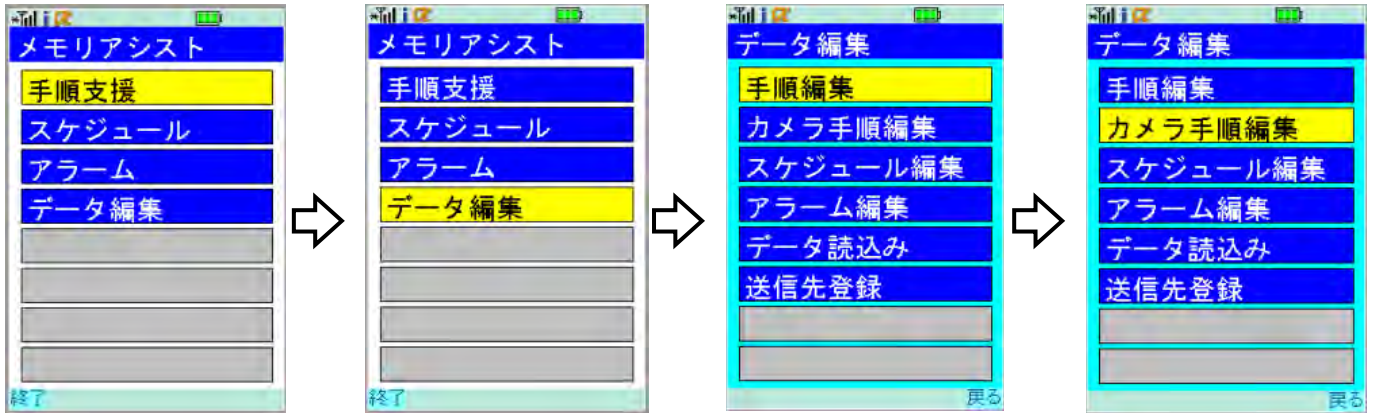 メモリアシスト
手順支援
スケジュール
アラーム
データ編集
終了
メモリアシスト
手順支援
スケジュール
アラーム
データ編集
終了
データ編集
手順編集
カメラ手順編集
スケジュール編集
アラーム編集
データ読込み
送信先登録
戻る
データ編集
手順編集
カメラ手順編集
スケジュール編集
アラーム編集
データ読込み
送信先登録
戻る